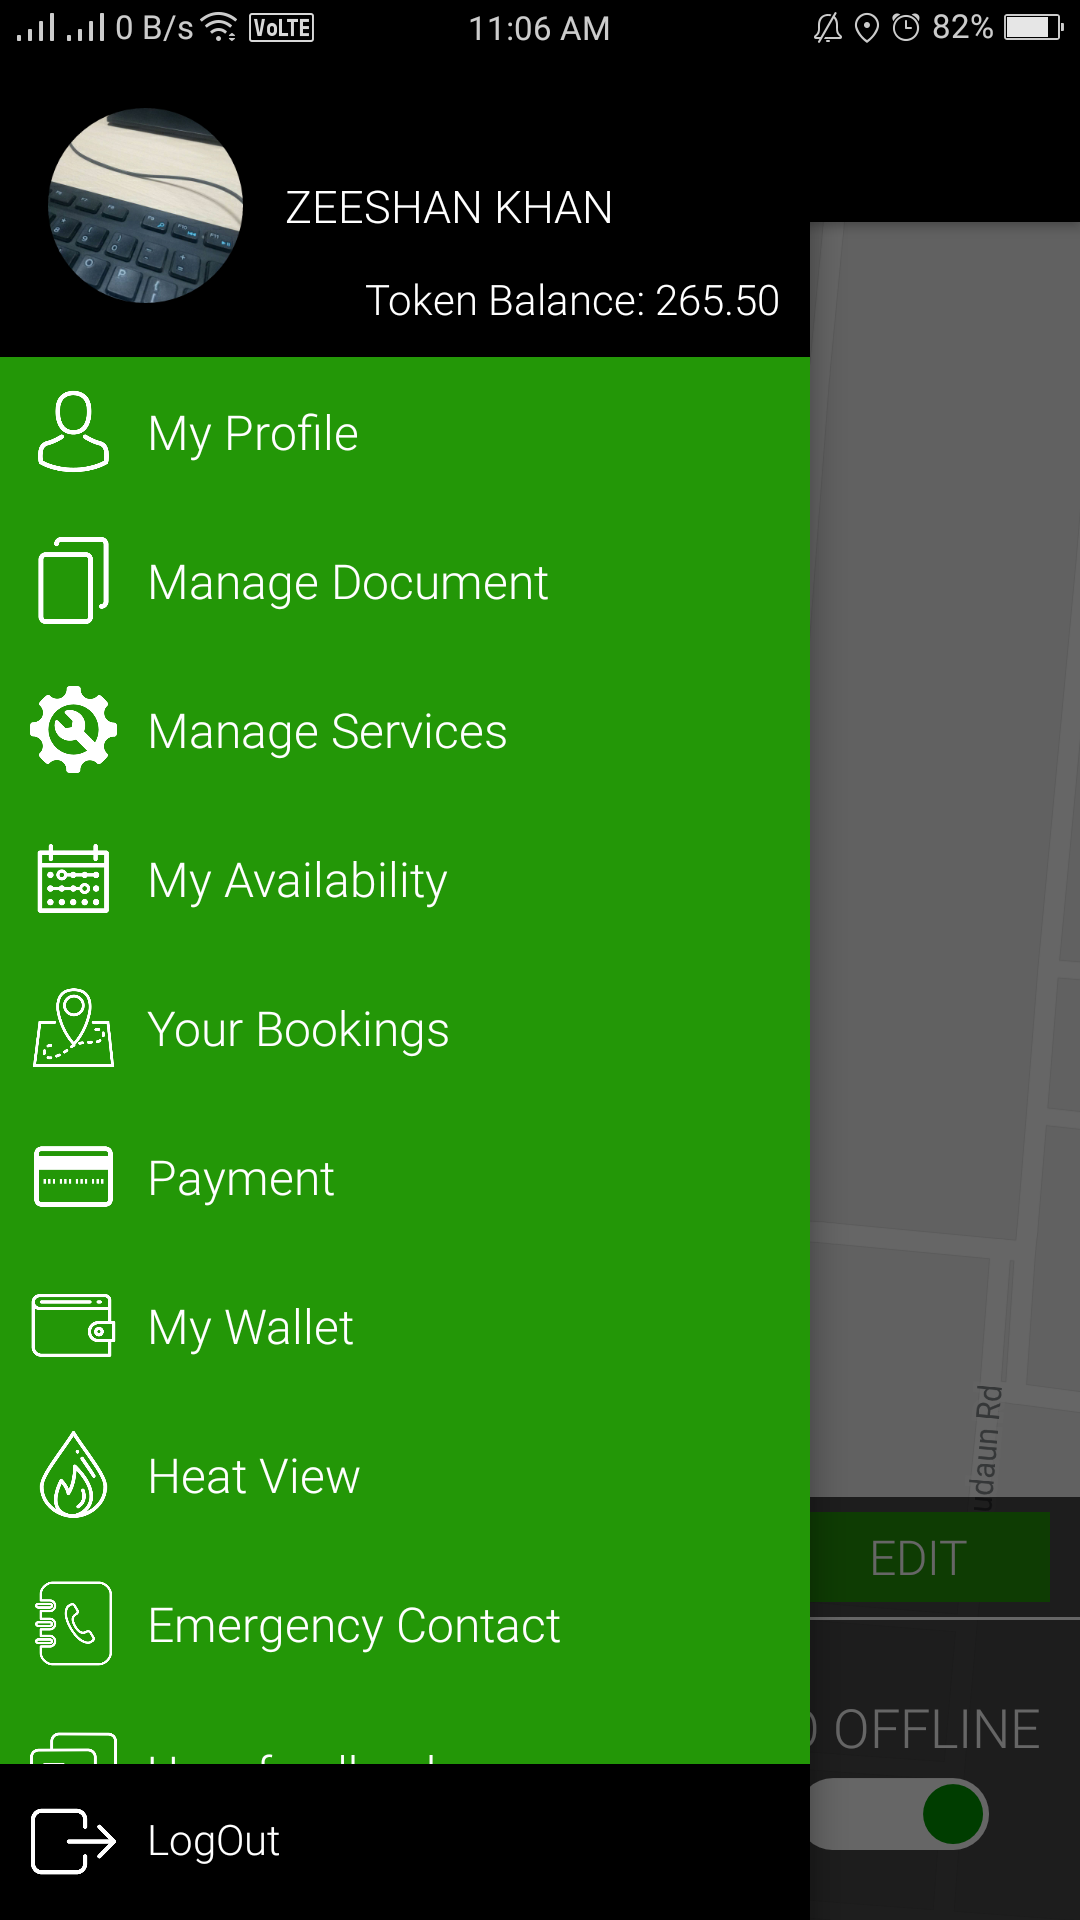 0 B/s VoLTE 11:06 AM 82%
ZEESHAN KHAN
Token Balance: 265.50
My Profile
Manage Document
Manage Services
My Availability
Your Bookings
Payment
My Wallet
Heat View
udaun Rd
EDIT
Emergency Contact
OFFLINE
LogOut